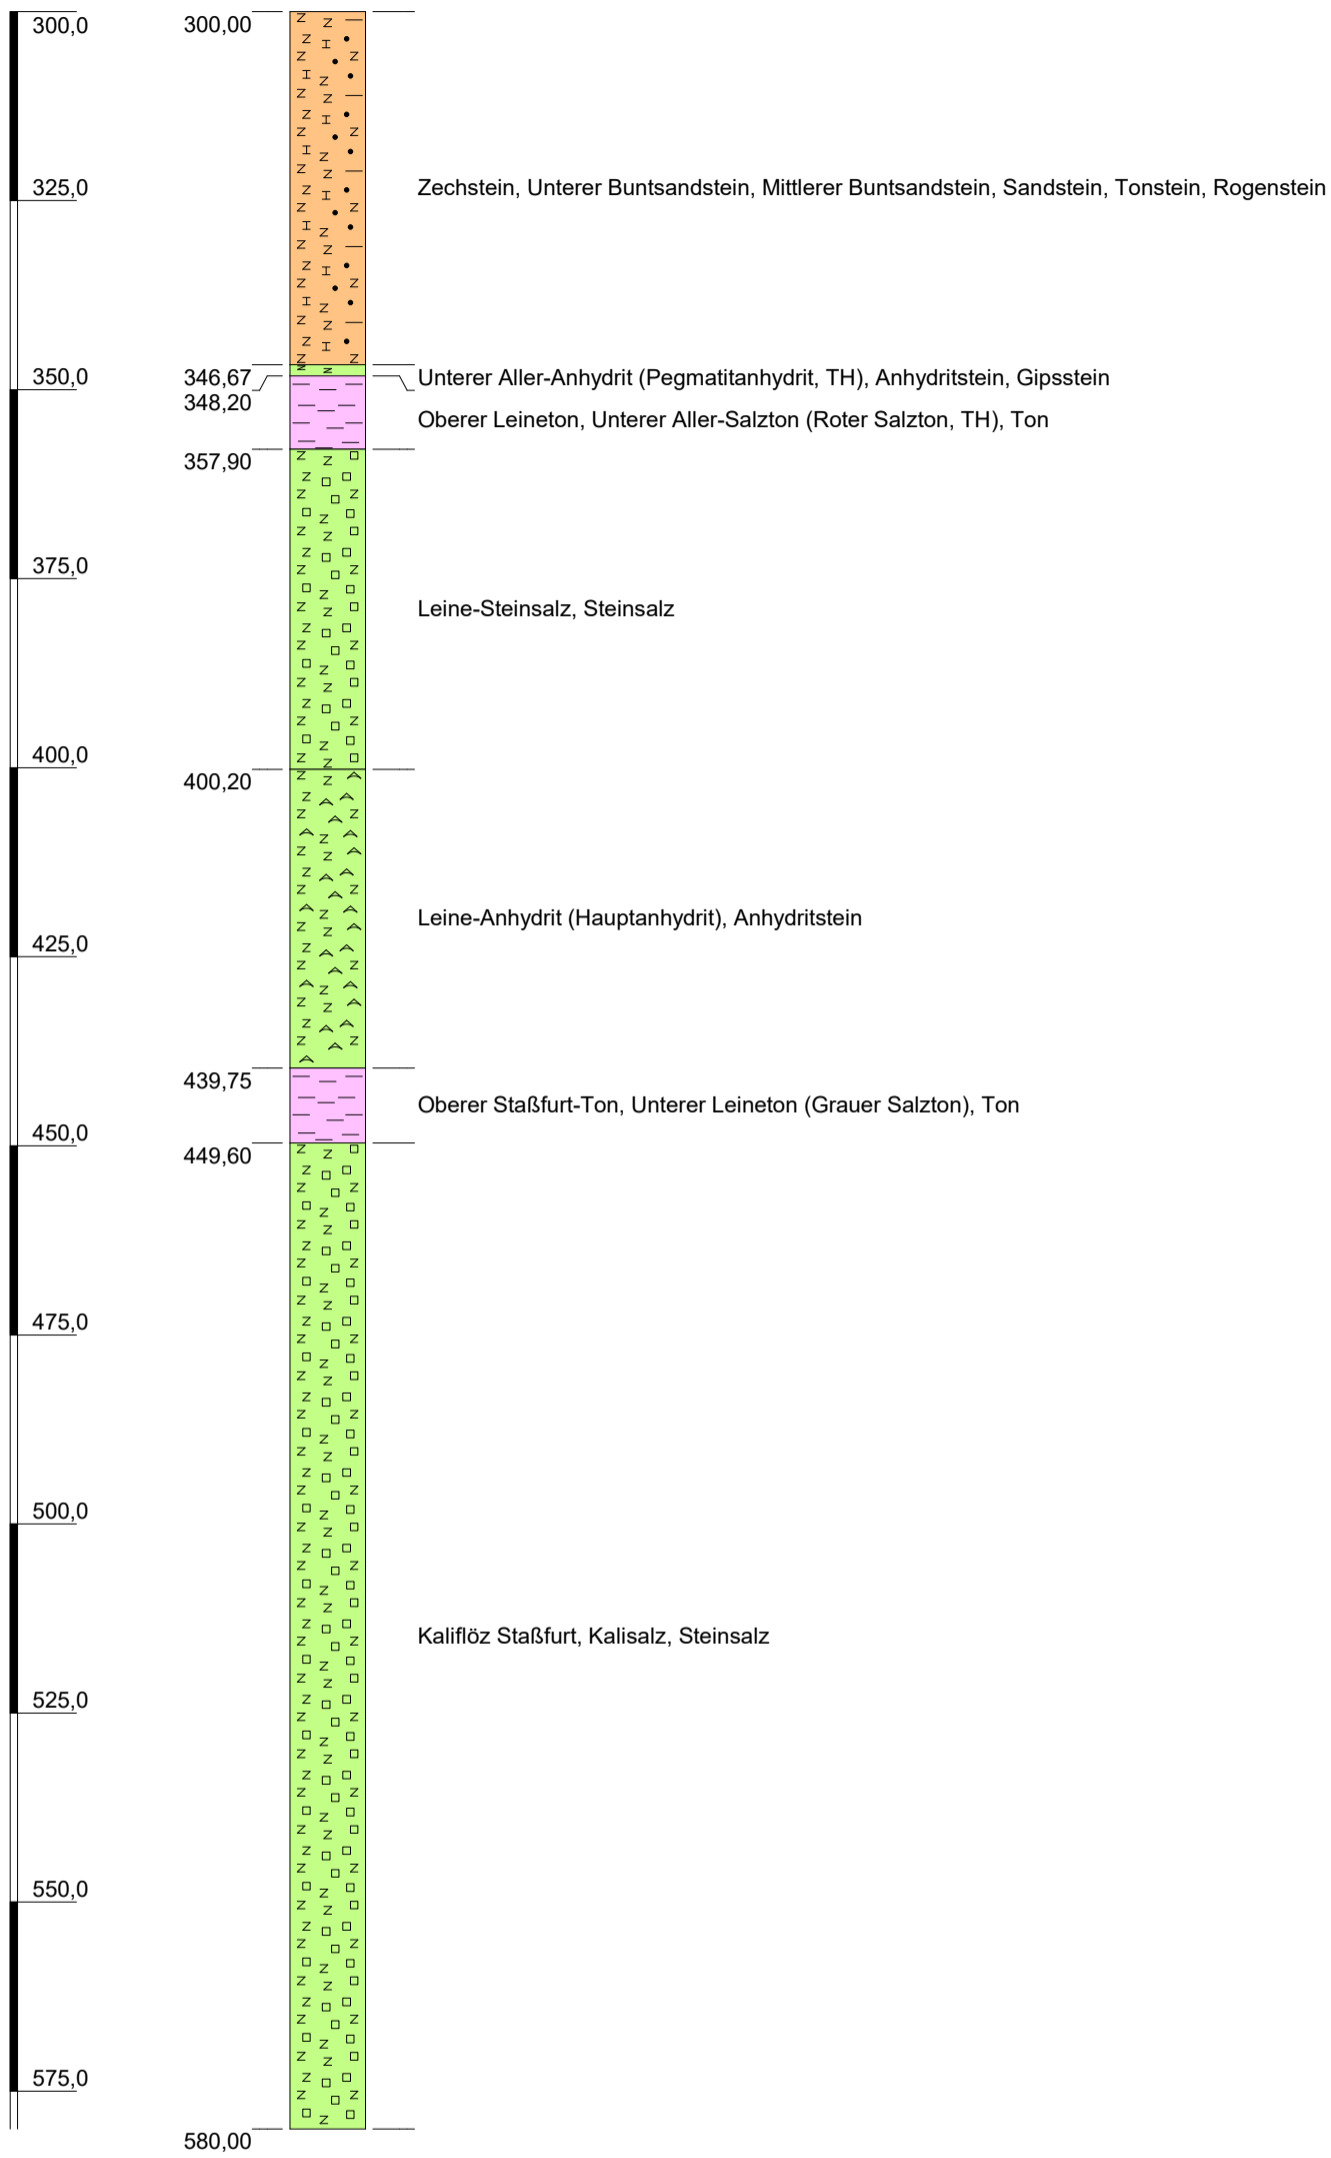 300,0
300,00
325,0
Zechstein, Unterer Buntsandstein, Mittlerer Buntsandstein, Sandstein, Tonstein, Rogenstein
346,67
350,0
Unterer Aller-Anhydrit (Pegmatitanhydrit, TH), Anhydritstein, Gipsstein
348,20
Oberer Leineton, Unterer Aller-Salzton (Roter Salzton, TH), Ton
357,90
375,0
Leine-Steinsalz, Steinsalz
400,0
400,20
Leine-Anhydrit (Hauptanhydrit), Anhydritstein
425,0
439,75
Oberer Staßfurt-Ton, Unterer Leineton (Grauer Salzton), Ton
450,0
449,60
475,0
500,0
Kaliflöz Staßfurt, Kalisalz, Steinsalz
525,0
550,0
575,0
580,00